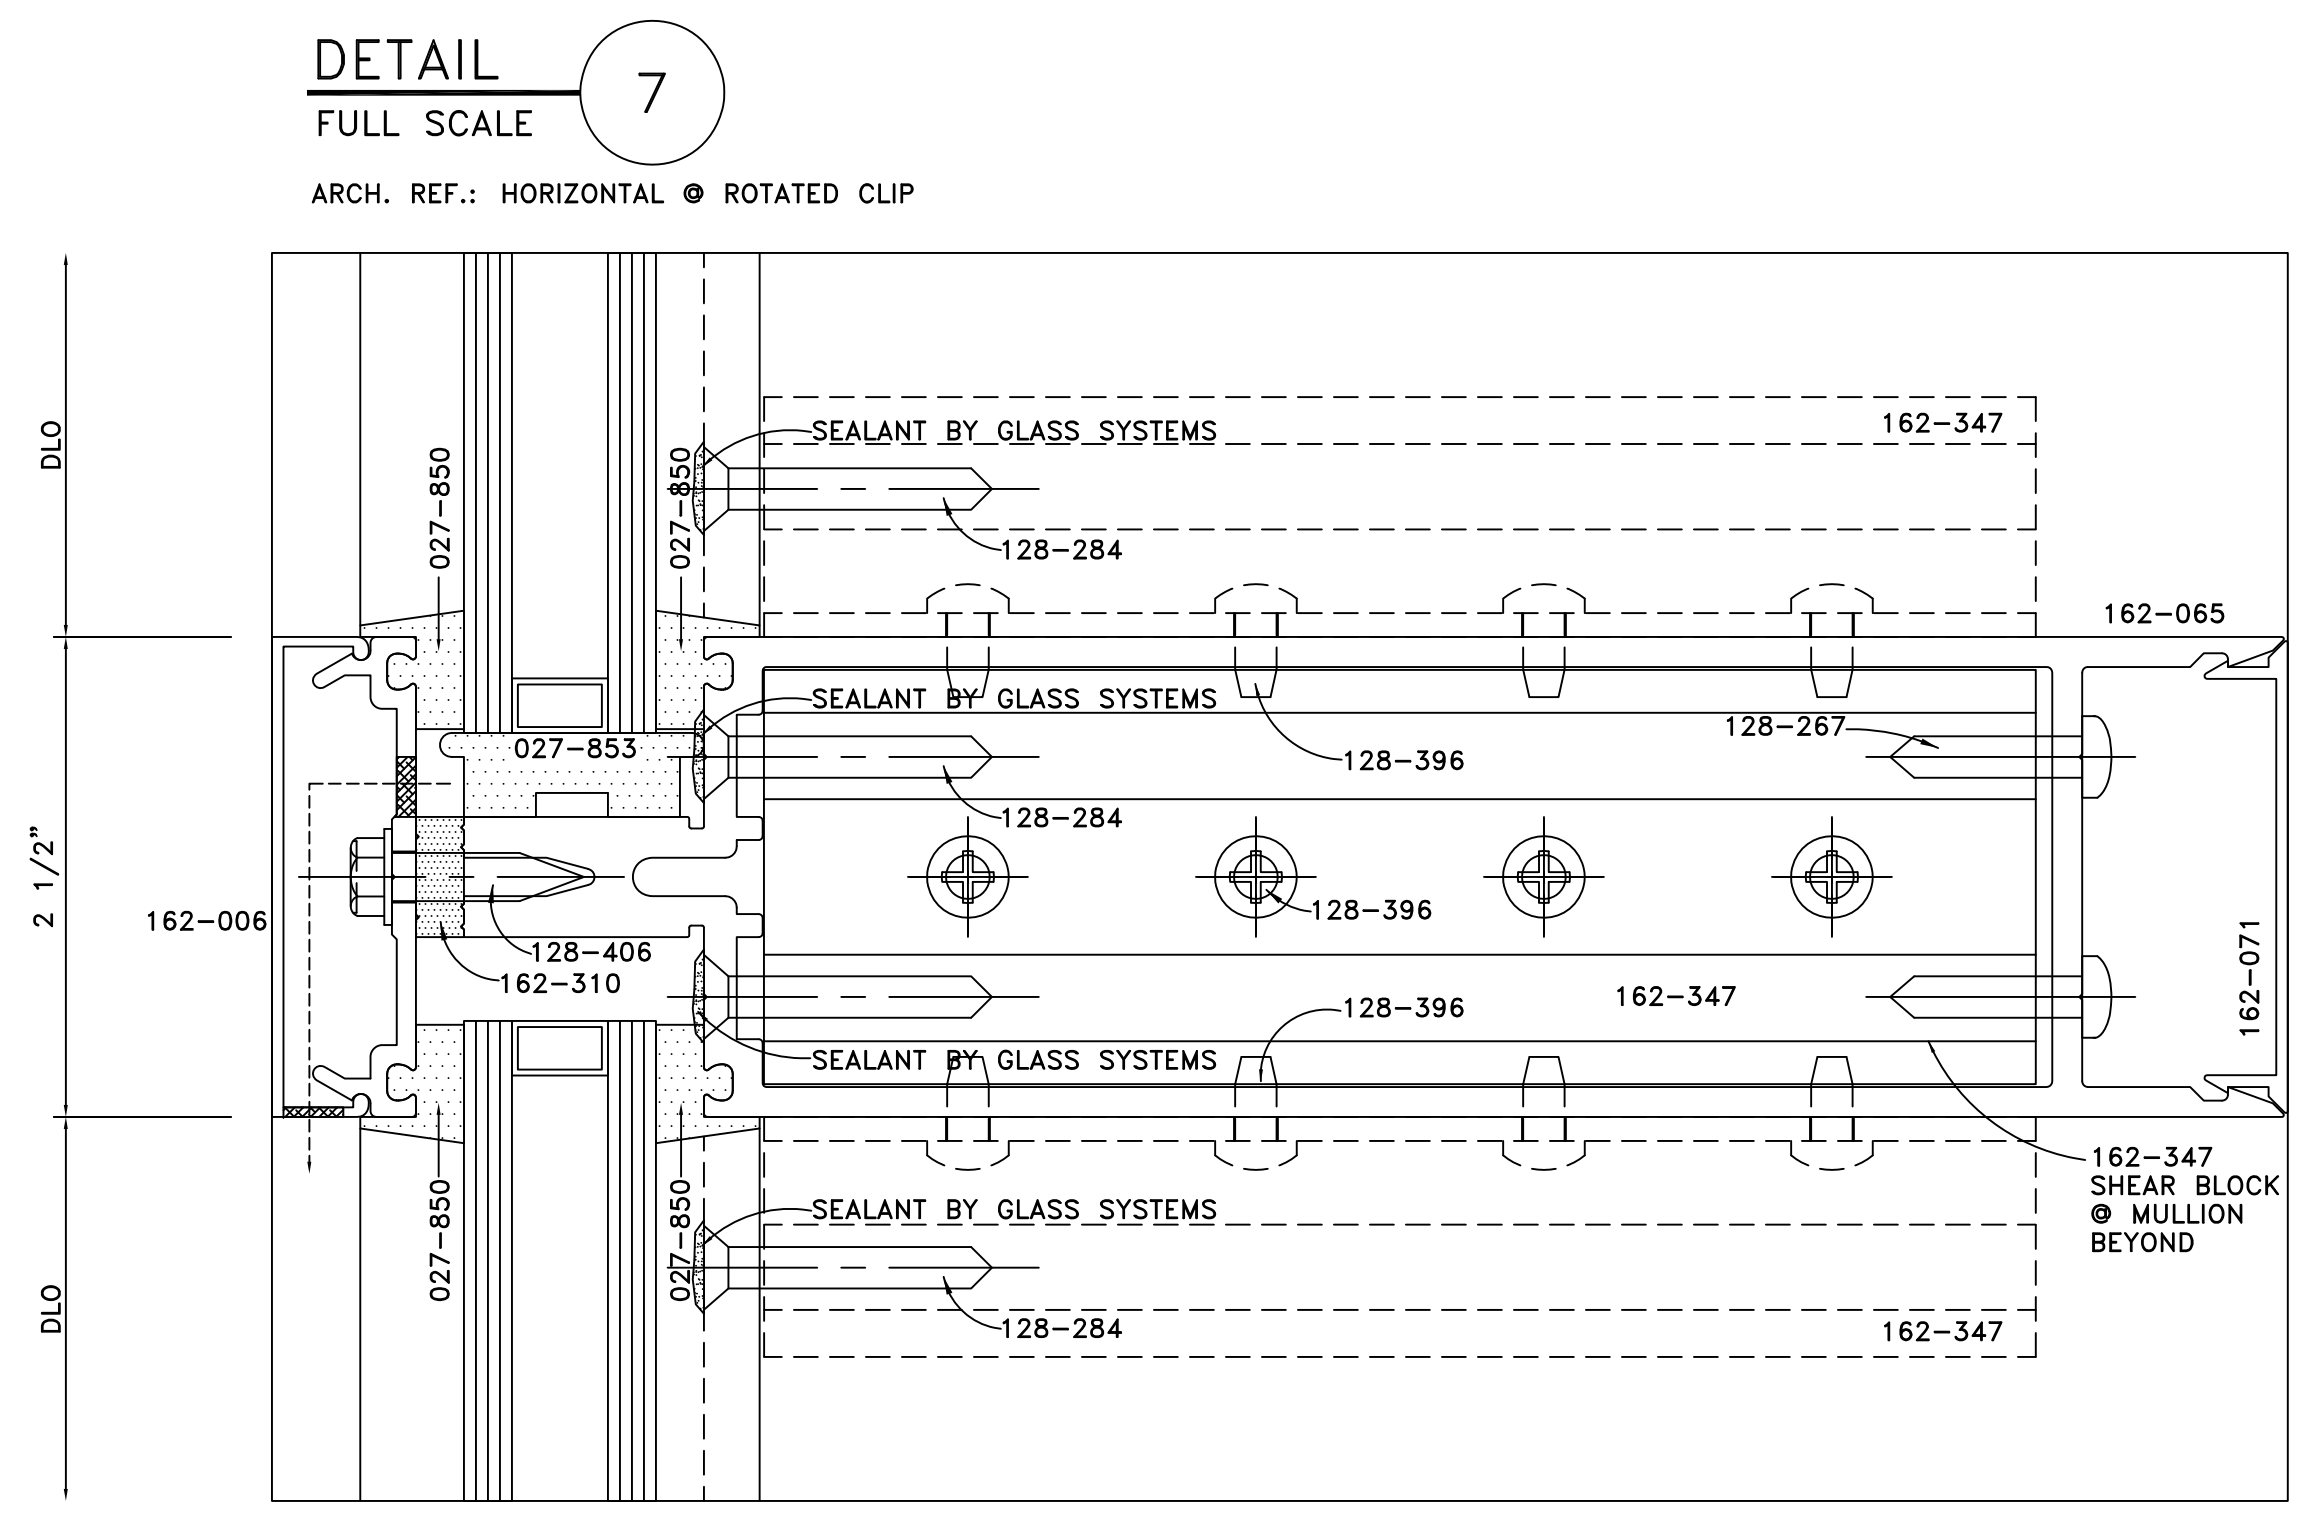 DETAIL
7
FULL SCALE
ARCH. REF.: HORIZONTAL @ ROTATED CLIP
DLO
027-850
027-850
SEALANT BY GLASS SYSTEMS
162-347
128-284
162-065
SEALANT BY GLASS SYSTEMS
128-267
027-853
128-396
128-284
2 1/2"
162-006
128-396
128-406
162-310
162-347
128-396
162-071
SEALANT BY GLASS SYSTEMS
162-347
SHEAR BLOCK
@ MULLION
BEYOND
027-850
027-850
SEALANT BY GLASS SYSTEMS
DLO
128-284
162-347